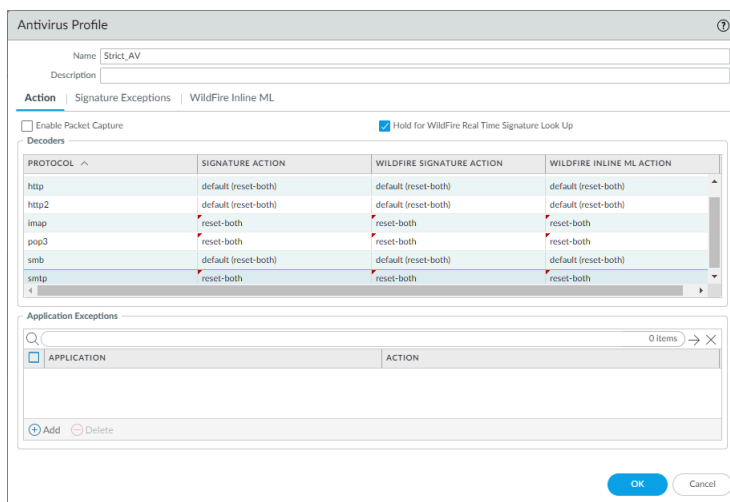 Antivirus Profile
Name Strict_AV
Description
Action | Signature Exceptions | WildFire Inline ML
Enable Packet Capture Hold for WildFire Real Time Signature Look Up
Decoders
PROTOCOL SIGNATURE ACTION WILDFIRE SIGNATURE ACTION WILDFIRE INLINE ML ACTION
http default (reset-both) default (reset-both) default (reset-both)
http2 default (reset-both) default (reset-both) default (reset-both)
imap reset-both reset-both reset-both
pop3 reset-both reset-both reset-both
smb default (reset-both) default (reset-both) default (reset-both)
smtp reset-both reset-both reset-both
Application Exceptions
0 items
APPLICATION ACTION
Add Delete
OK Cancel